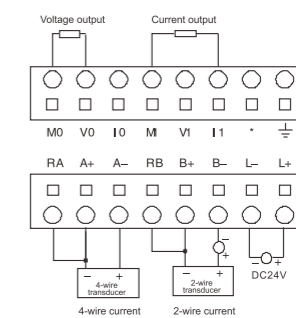 Voltage output Current output
M0 V0 I0 MI V1 I1 * ⏚
RA A+ A– RB B+ B– L– L+
– +
4-wire
transducer
– +
2-wire
transducer
–
+
– +
DC24V
4-wire current 2-wire current